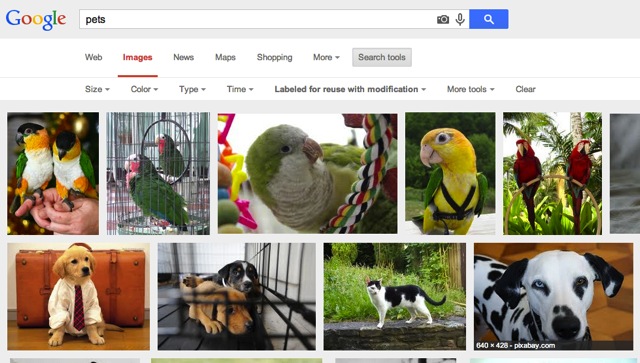 Google pets
Web Images News Maps Shopping More Search tools
Size Color Type Time Labeled for reuse with modification More tools Clear
640 × 428 - pixabay.com